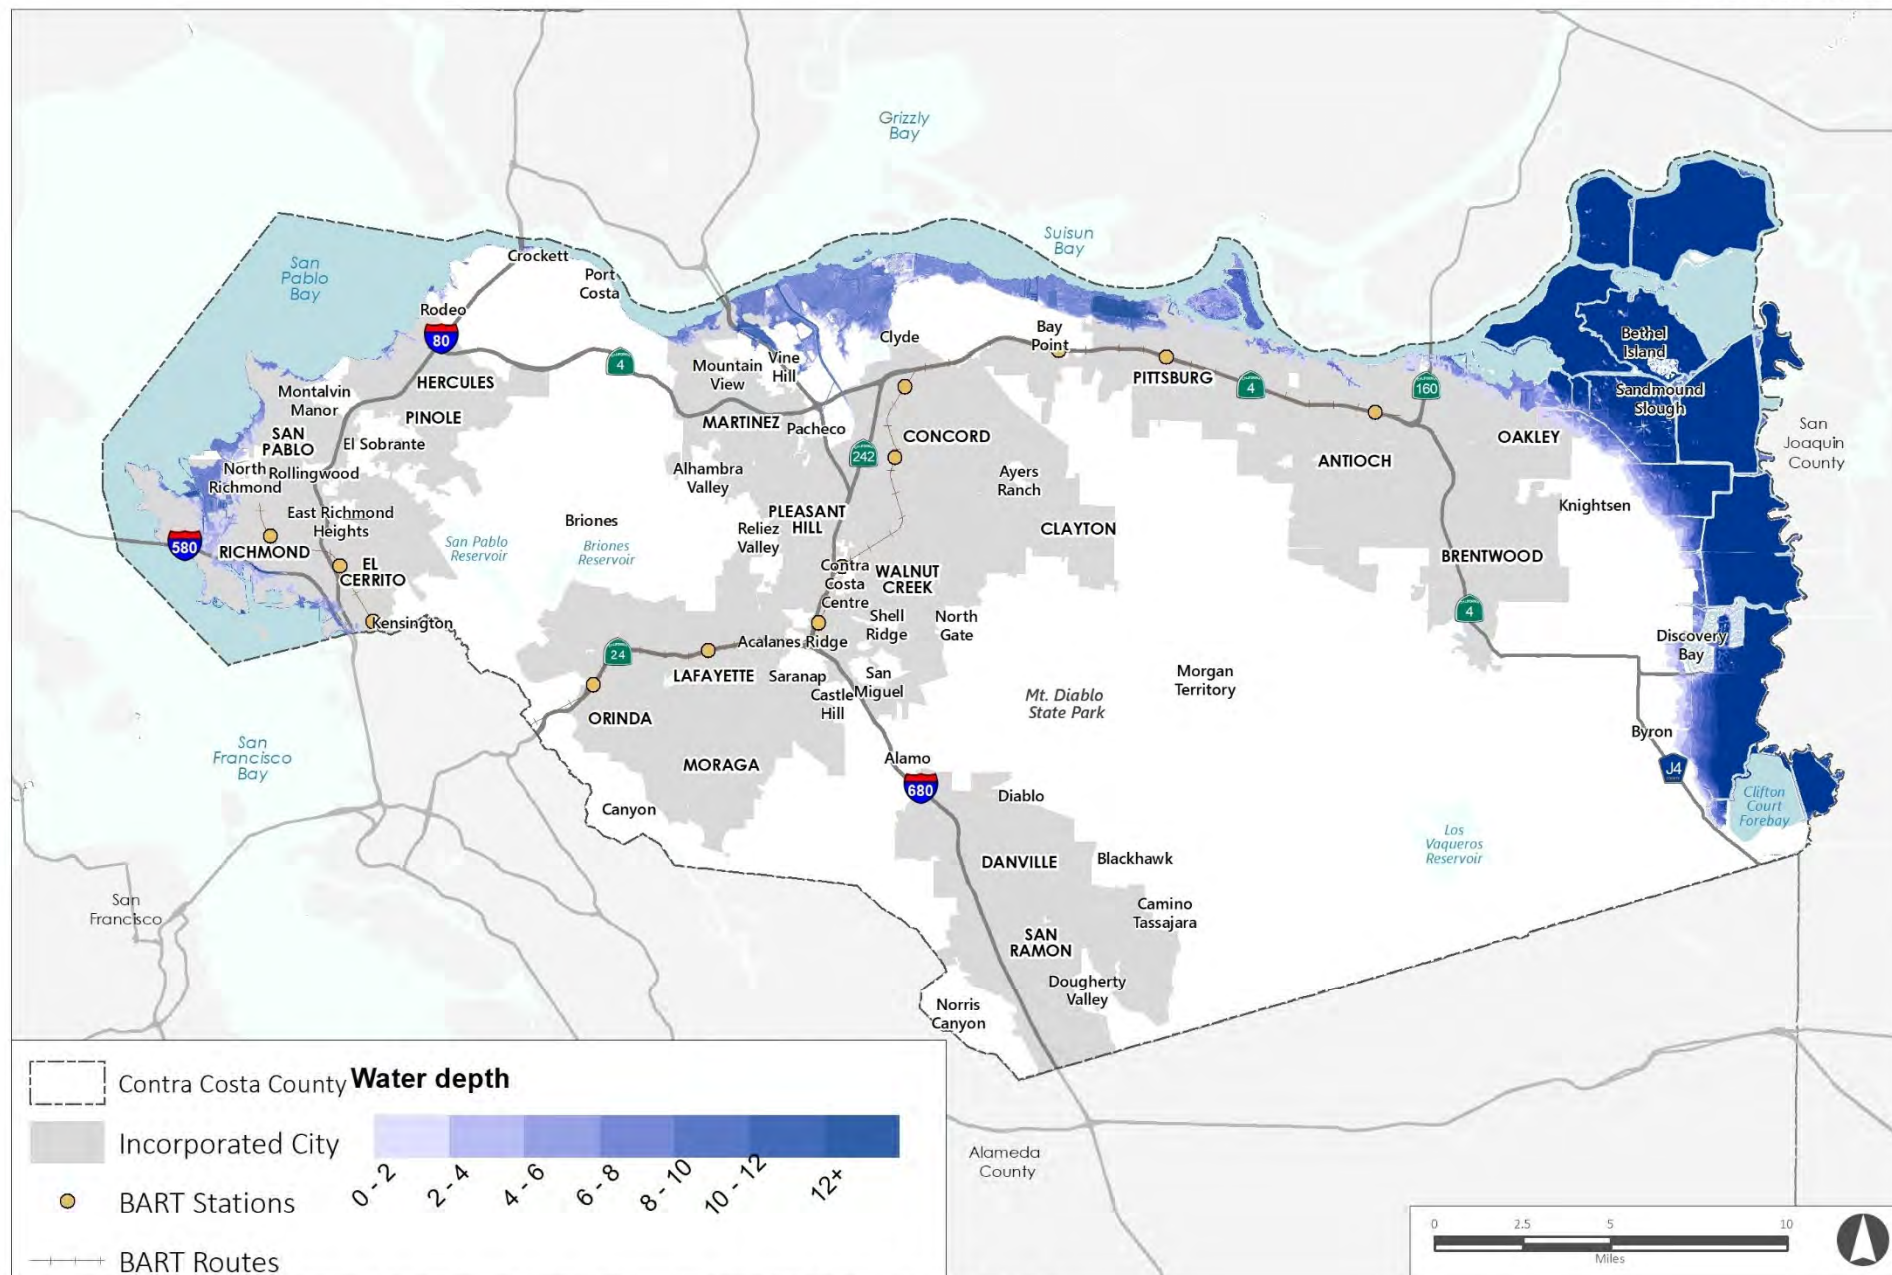 Grizzly
Bay
Suisun
Bay
San
Pablo
Bay
Crockett
Port
Costa
Rodeo
80
4
HERCULES
Montalvin
Manor
PINOLE
SAN
PABLO
El Sobrante
North
Richmond
Rollingwood
East Richmond
Heights
580
RICHMOND
EL
CERRITO
Kensington
San Pablo
Reservoir
Briones
Briones
Reservoir
Mountain
View
Vine
Hill
MARTINEZ
Pacheco
Clyde
Bay
Point
PITTSBURG
4
160
CONCORD
242
Alhambra
Valley
Ayers
Ranch
ANTIOCH
OAKLEY
Bethel
Island
Sandmound
Slough
San
Joaquin
County
Knightsen
PLEASANT
HILL
Reliez
Valley
CLAYTON
BRENTWOOD
4
Contra
Costa
Centre
WALNUT
CREEK
Shell
Ridge
North
Gate
Acalanes Ridge
24
LAFAYETTE
Saranap
San
Miguel
Castle
Hill
ORINDA
MORAGA
Mt. Diablo
State Park
Morgan
Territory
Discovery
Bay
Byron
J4
Clifton
Court
Forebay
San
Francisco
Bay
Alamo
680
Diablo
Canyon
DANVILLE
Blackhawk
Los
Vaqueros
Reservoir
Camino
Tassajara
SAN
RAMON
Dougherty
Valley
Norris
Canyon
San
Francisco
Alameda
County
Contra Costa County
Incorporated City
BART Stations
BART Routes
Water depth
0 - 2
2 - 4
4 - 6
6 - 8
8 - 10
10 - 12
12+
0 2.5 5 10
Miles